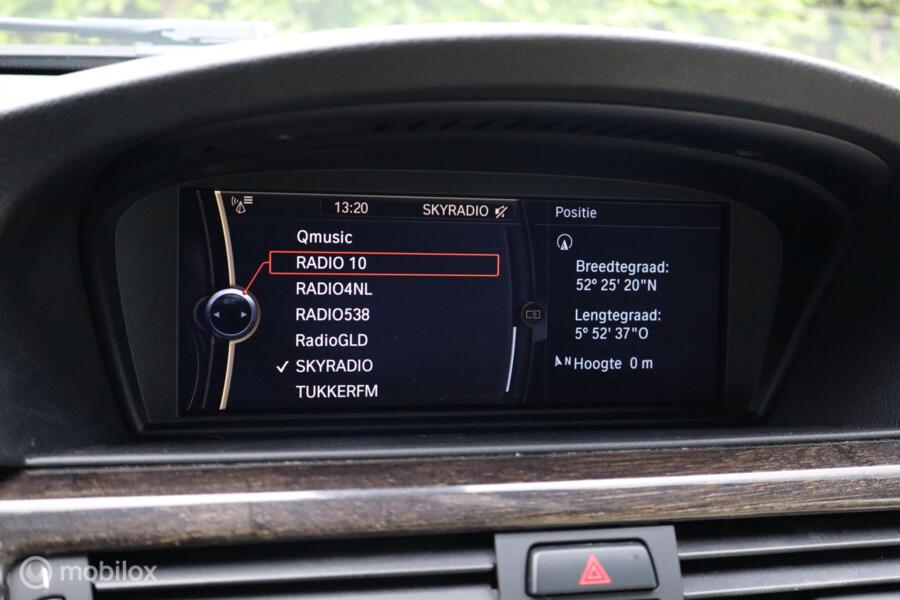 13:20 SKYRADIO
Qmusic
RADIO 10
RADIO4NL
RADIO538
RadioGLD
SKYRADIO
TUKKERFM
Positie
Breedtegraad:
52° 25' 20"N
Lengtegraad:
5° 52' 37"O
N Hoogte 0 m
mobilox